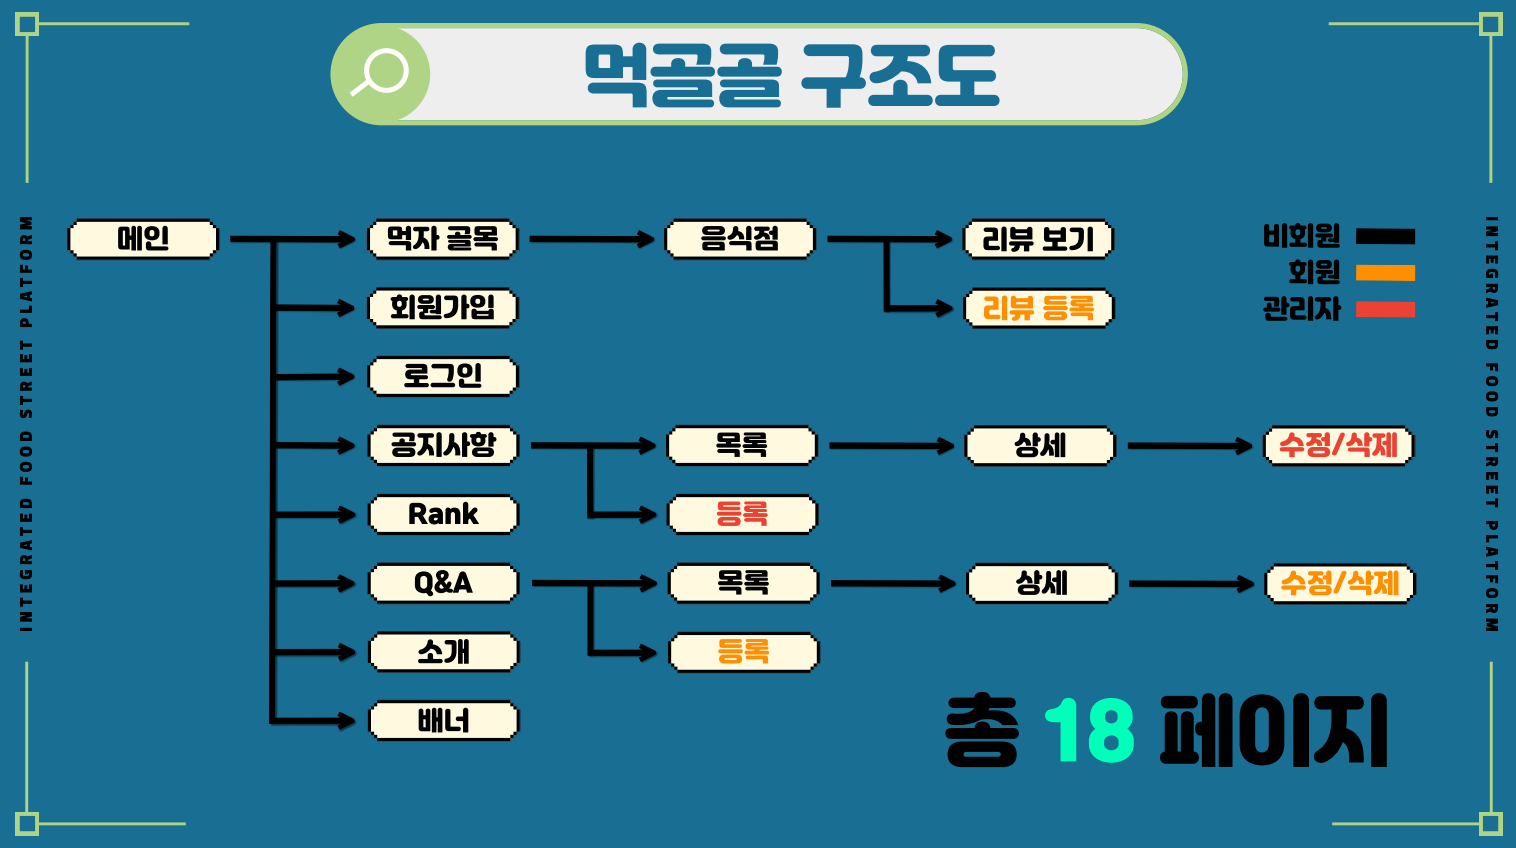 먹골골 구조도
INTEGRATED FOOD STREET PLATFORM
메인
먹자 골목
음식점
리뷰 보기
비회원
회원
관리자
회원가입
리뷰 등록
로그인
공지사항
목록
상세
수정/삭제
Rank
등록
Q&A
목록
상세
수정/삭제
소개
등록
배너
총 18 페이지
INTEGRATED FOOD STREET PLATFORM